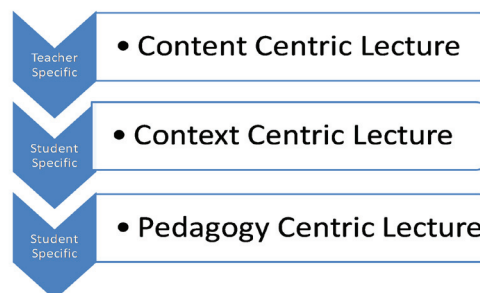 Teacher
Specific
• Content Centric Lecture
Student
Specific
• Context Centric Lecture
Student
Specific
• Pedagogy Centric Lecture